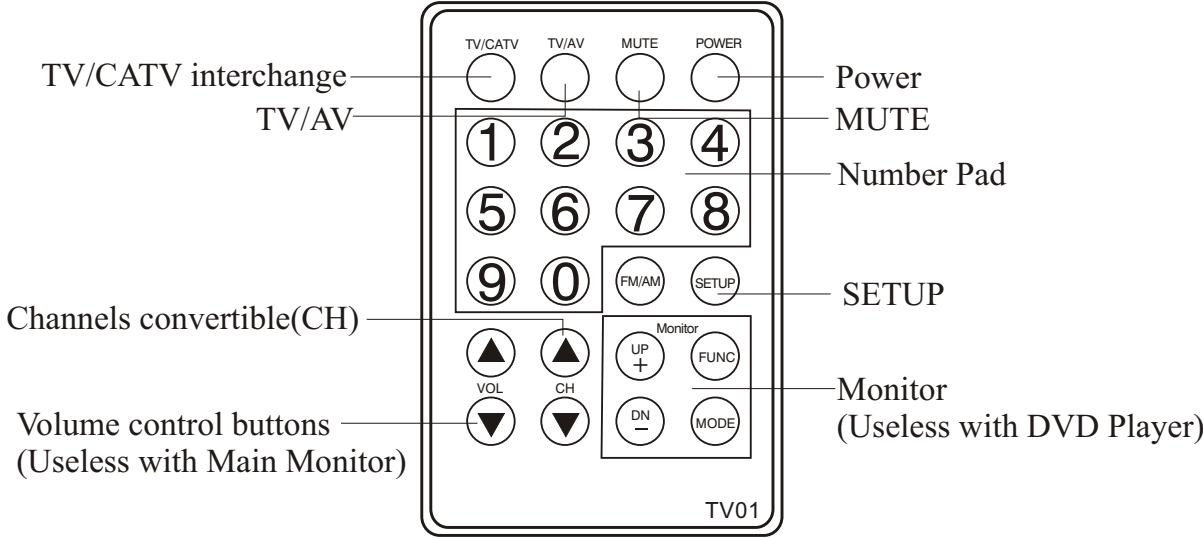 TV/CATV TV/AV MUTE POWER
TV/CATV interchange
Power
TV/AV
MUTE
1 2 3 4
Number Pad
5 6 7 8
9 0 FM/AM SETUP
SETUP
Channels convertible(CH)
Monitor
UP
+
FUNC
VOL CH
Monitor
(Useless with DVD Player)
DN
−
MODE
Volume control buttons
(Useless with Main Monitor)
TV01